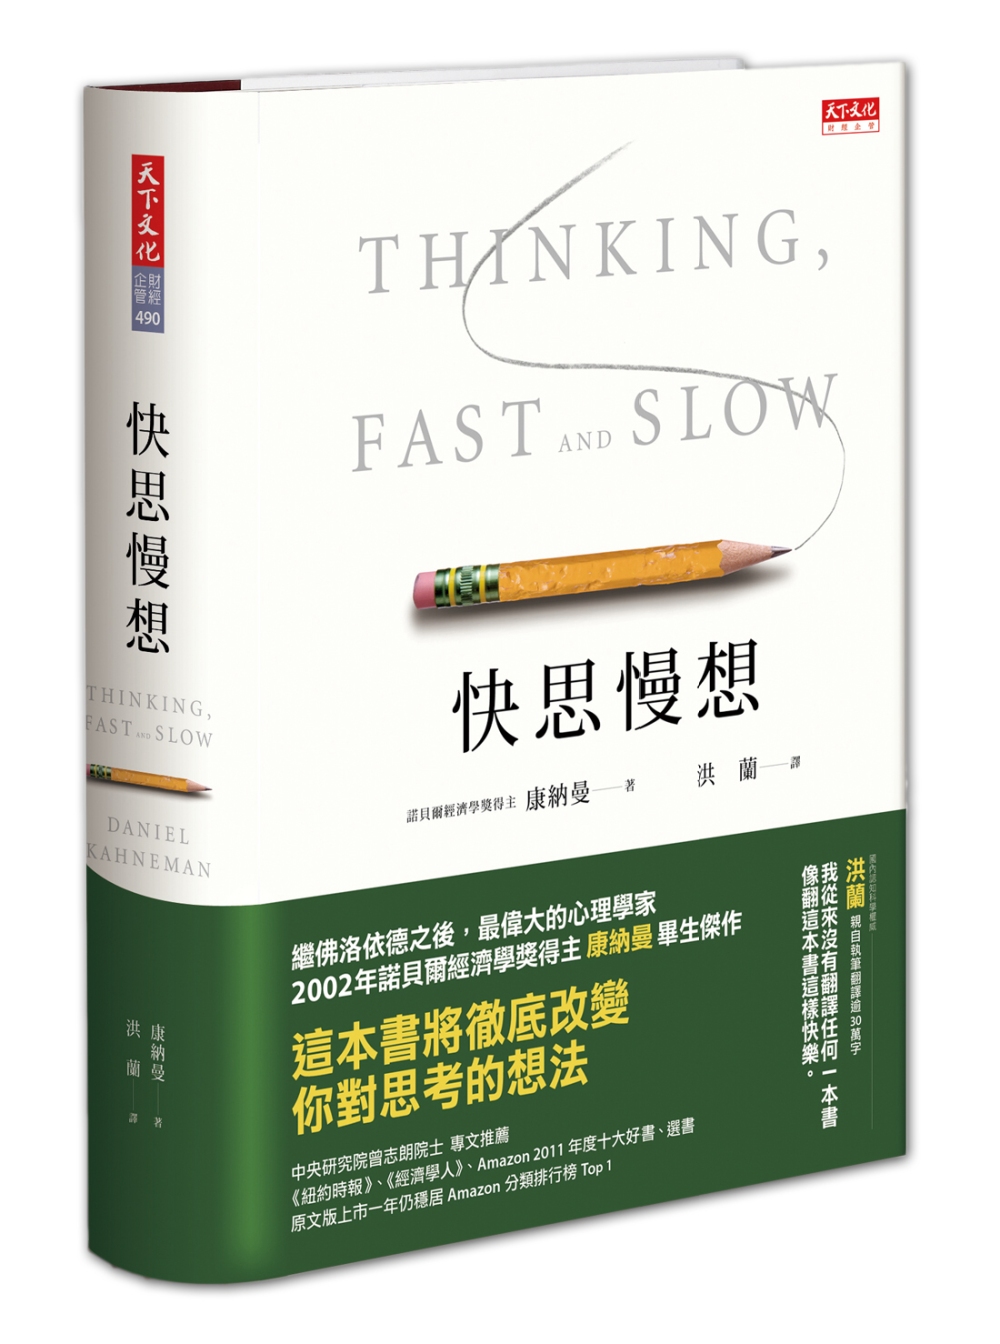 天下文化
財經企管
490
快思慢想
THINKING,
FAST AND SLOW
DANIEL
KAHNEMAN
康納曼——著
洪 蘭——譯
天下文化
財經企管
THINKING,
FAST AND SLOW
快思慢想
諾貝爾經濟學獎得主 康納曼——著
洪 蘭——譯
國內認知科學權威
洪蘭 親自執筆翻譯逾30萬字
我從來沒有翻譯任何一本書
像翻這本書這樣快樂。
繼佛洛依德之後，最偉大的心理學家
2002年諾貝爾經濟學獎得主 康納曼 畢生傑作
這本書將徹底改變
你對思考的想法
中央研究院曾志朗院士 專文推薦
《紐約時報》、《經濟學人》、Amazon 2011 年度十大好書、選書
原文版上市一年仍穩居 Amazon 分類排行榜 Top 1